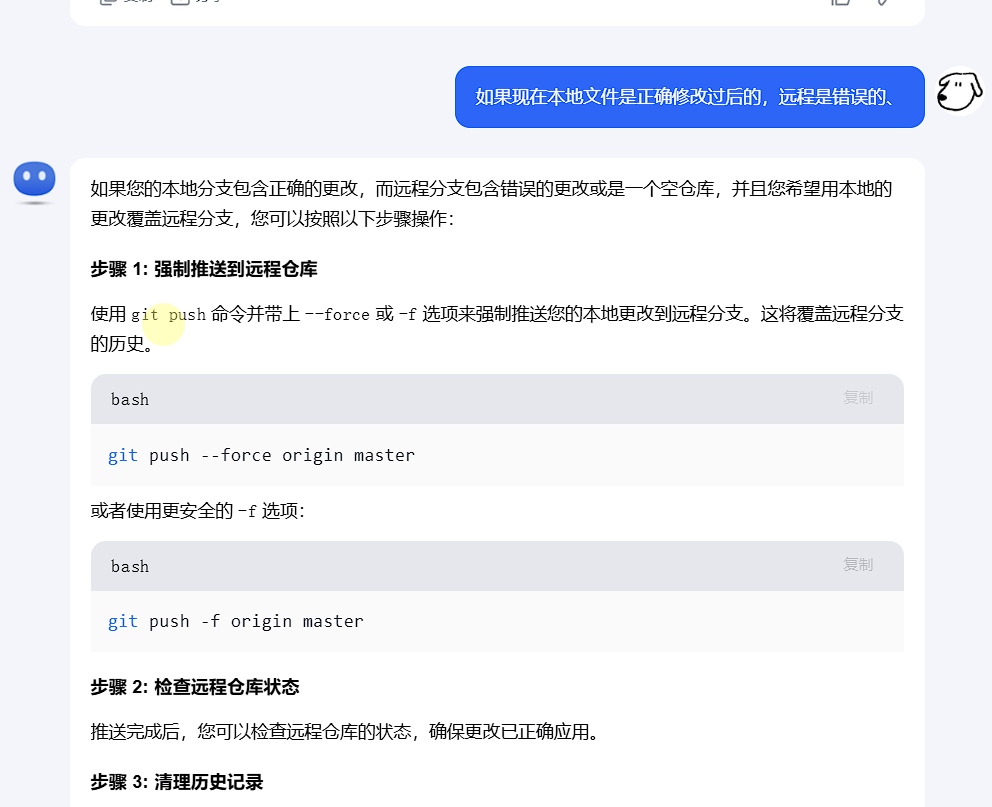 如果现在本地文件是正确修改过后的，远程是错误的、
如果您的本地分支包含正确的更改，而远程分支包含错误的更改或是一个空仓库，并且您希望用本地的
更改覆盖远程分支，您可以按照以下步骤操作：
步骤 1: 强制推送到远程仓库
使用 git push 命令并带上 --force 或 -f 选项来强制推送您的本地更改到远程分支。这将覆盖远程分支
的历史。
bash 复制
git push --force origin master
或者使用更安全的 -f 选项：
bash 复制
git push -f origin master
步骤 2: 检查远程仓库状态
推送完成后，您可以检查远程仓库的状态，确保更改已正确应用。
步骤 3: 清理历史记录